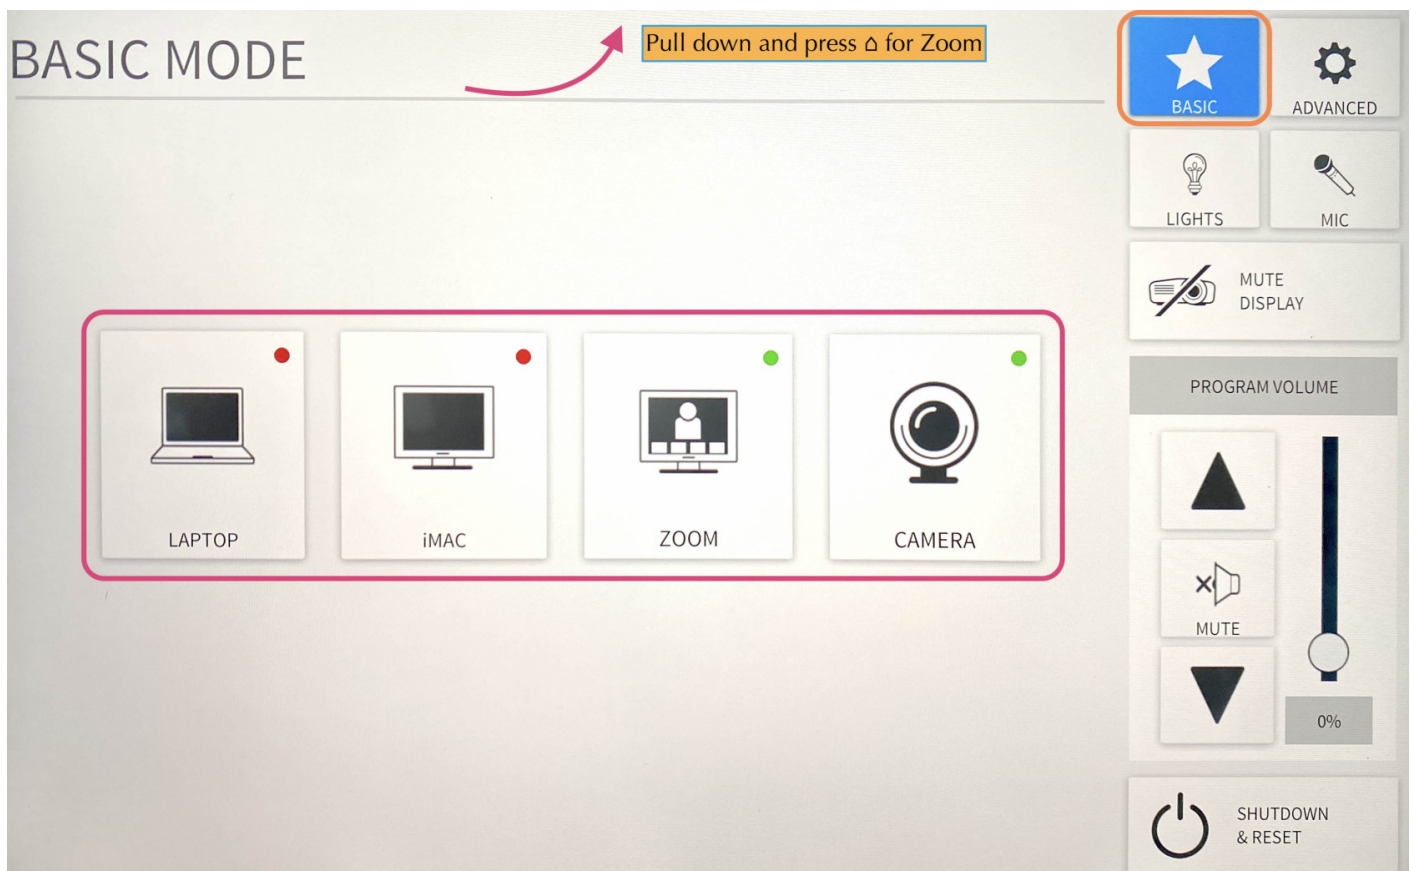 BASIC MODE
Pull down and press ⌂ for Zoom
BASIC
ADVANCED
LIGHTS
MIC
MUTE
DISPLAY
LAPTOP
iMAC
ZOOM
CAMERA
PROGRAM VOLUME
MUTE
0%
SHUTDOWN
& RESET